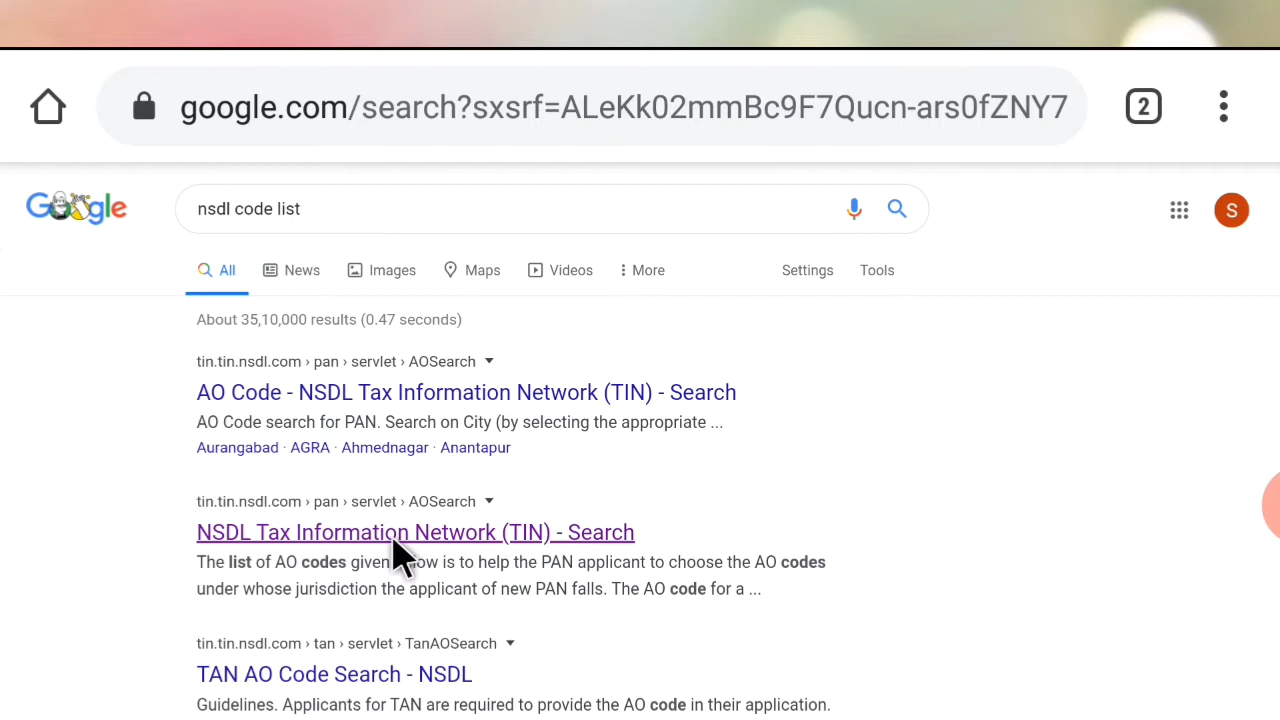 google.com/search?sxsrf=ALeKk02mmBc9F7Qucn-ars0fZNY7
2
Google
nsdl code list
S
All News Images Maps Videos More Settings Tools
About 35,10,000 results (0.47 seconds)
tin.tin.nsdl.com › pan › servlet › AOSearch
AO Code - NSDL Tax Information Network (TIN) - Search
AO Code search for PAN. Search on City (by selecting the appropriate ...
Aurangabad · AGRA · Ahmednagar · Anantapur
tin.tin.nsdl.com › pan › servlet › AOSearch
NSDL Tax Information Network (TIN) - Search
The list of AO codes given is to help the PAN applicant to choose the AO codes
under whose jurisdiction the applicant of new PAN falls. The AO code for a ...
tin.tin.nsdl.com › tan › servlet › TanAOSearch
TAN AO Code Search - NSDL
Guidelines. Applicants for TAN are required to provide the AO code in their application.